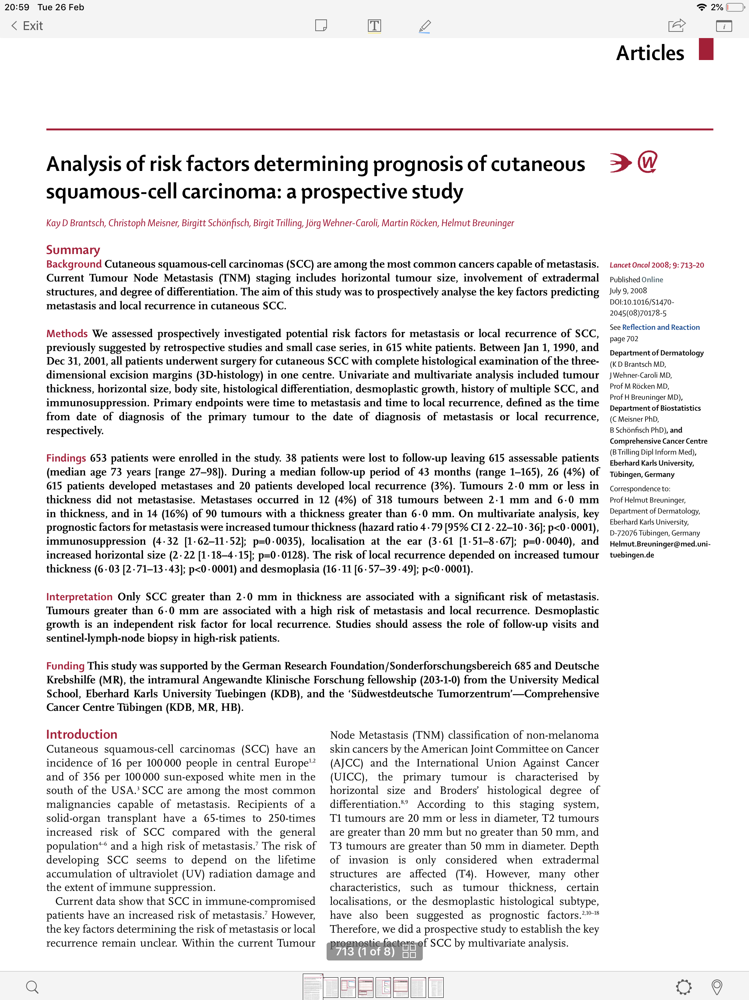 20:59 Tue 26 Feb
2%
Exit
T
i
Articles
Analysis of risk factors determining prognosis of cutaneous
squamous-cell carcinoma: a prospective study
W
Kay D Brantsch, Christoph Meisner, Birgitt Schönfisch, Birgit Trilling, Jörg Wehner-Caroli, Martin Röcken, Helmut Breuninger
Summary
Background Cutaneous squamous-cell carcinomas (SCC) are among the most common cancers capable of metastasis.
Current Tumour Node Metastasis (TNM) staging includes horizontal tumour size, involvement of extradermal
structures, and degree of differentiation. The aim of this study was to prospectively analyse the key factors predicting
metastasis and local recurrence in cutaneous SCC.
Methods We assessed prospectively investigated potential risk factors for metastasis or local recurrence of SCC,
previously suggested by retrospective studies and small case series, in 615 white patients. Between Jan 1, 1990, and
Dec 31, 2001, all patients underwent surgery for cutaneous SCC with complete histological examination of the three-
dimensional excision margins (3D-histology) in one centre. Univariate and multivariate analysis included tumour
thickness, horizontal size, body site, histological differentiation, desmoplastic growth, history of multiple SCC, and
immunosuppression. Primary endpoints were time to metastasis and time to local recurrence, defined as the time
from date of diagnosis of the primary tumour to the date of diagnosis of metastasis or local recurrence,
respectively.
Findings 653 patients were enrolled in the study. 38 patients were lost to follow-up leaving 615 assessable patients
(median age 73 years [range 27–98]). During a median follow-up period of 43 months (range 1–165), 26 (4%) of
615 patients developed metastases and 20 patients developed local recurrence (3%). Tumours 2·0 mm or less in
thickness did not metastasise. Metastases occurred in 12 (4%) of 318 tumours between 2·1 mm and 6·0 mm
in thickness, and in 14 (16%) of 90 tumours with a thickness greater than 6·0 mm. On multivariate analysis, key
prognostic factors for metastasis were increased tumour thickness (hazard ratio 4·79 [95% CI 2·22–10·36]; p<0·0001),
immunosuppression (4·32 [1·62–11·52]; p=0·0035), localisation at the ear (3·61 [1·51–8·67]; p=0·0040), and
increased horizontal size (2·22 [1·18–4·15]; p=0·0128). The risk of local recurrence depended on increased tumour
thickness (6·03 [2·71–13·43]; p<0·0001) and desmoplasia (16·11 [6·57–39·49]; p<0·0001).
Interpretation Only SCC greater than 2·0 mm in thickness are associated with a significant risk of metastasis.
Tumours greater than 6·0 mm are associated with a high risk of metastasis and local recurrence. Desmoplastic
growth is an independent risk factor for local recurrence. Studies should assess the role of follow-up visits and
sentinel-lymph-node biopsy in high-risk patients.
Funding This study was supported by the German Research Foundation/Sonderforschungsbereich 685 and Deutsche
Krebshilfe (MR), the intramural Angewandte Klinische Forschung fellowship (203-1-0) from the University Medical
School, Eberhard Karls University Tuebingen (KDB), and the ‘Südwestdeutsche Tumorzentrum’—Comprehensive
Cancer Centre Tübingen (KDB, MR, HB).
Lancet Oncol 2008; 9: 713–20
Published Online
July 9, 2008
DOI:10.1016/S1470-
2045(08)70178-5
See Reflection and Reaction
page 702
Department of Dermatology
(K D Brantsch MD,
J Wehner-Caroli MD,
Prof M Röcken MD,
Prof H Breuninger MD),
Department of Biostatistics
(C Meisner PhD,
B Schönfisch PhD), and
Comprehensive Cancer Centre
(B Trilling Dipl Inform Med),
Eberhard Karls University,
Tübingen, Germany
Correspondence to:
Prof Helmut Breuninger,
Department of Dermatology,
Eberhard Karls University,
D-72076 Tübingen, Germany
Helmut.Breuninger@med.uni-
tuebingen.de
Introduction
Cutaneous squamous-cell carcinomas (SCC) have an
incidence of 16 per 100 000 people in central Europe1,2
and of 356 per 100 000 sun-exposed white men in the
south of the USA.3 SCC are among the most common
malignancies capable of metastasis. Recipients of a
solid-organ transplant have a 65-times to 250-times
increased risk of SCC compared with the general
population4–6 and a high risk of metastasis.7 The risk of
developing SCC seems to depend on the lifetime
accumulation of ultraviolet (UV) radiation damage and
the extent of immune suppression.
Current data show that SCC in immune-compromised
patients have an increased risk of metastasis.7 However,
the key factors determining the risk of metastasis or local
recurrence remain unclear. Within the current Tumour
Node Metastasis (TNM) classification of non-melanoma
skin cancers by the American Joint Committee on Cancer
(AJCC) and the International Union Against Cancer
(UICC), the primary tumour is characterised by
horizontal size and Broders’ histological degree of
differentiation.8,9 According to this staging system,
T1 tumours are 20 mm or less in diameter, T2 tumours
are greater than 20 mm but no greater than 50 mm, and
T3 tumours are greater than 50 mm in diameter. Depth
of invasion is only considered when extradermal
structures are affected (T4). However, many other
characteristics, such as tumour thickness, certain
localisations, or the desmoplastic histological subtype,
have also been suggested as prognostic factors.2,10–18
Therefore, we did a prospective study to establish the key
prognostic factors of SCC by multivariate analysis.
713 (1 of 8)